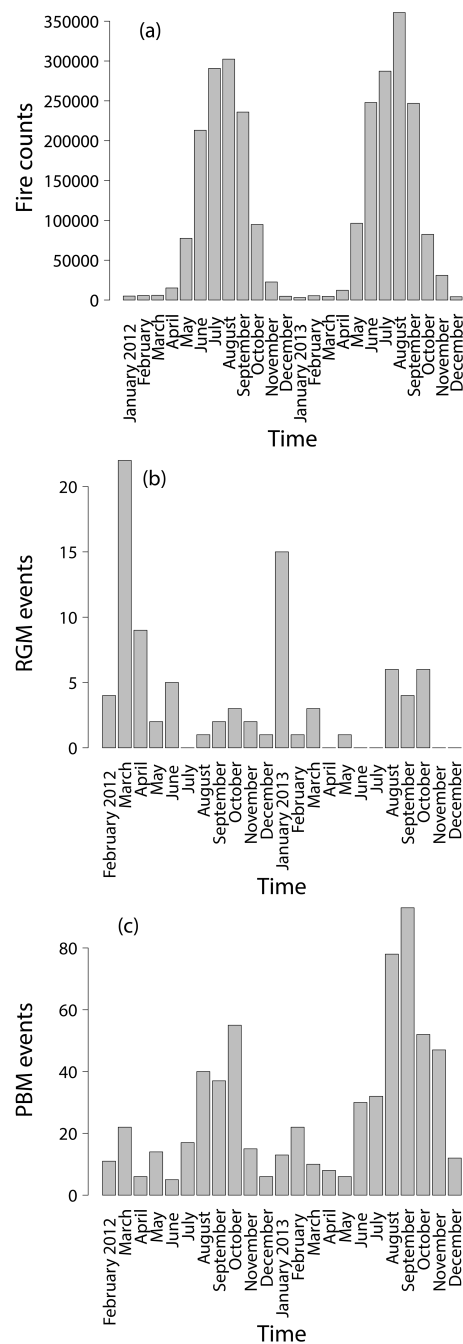 (a)
Fire counts
350000
300000
250000
200000
150000
100000
50000
0
January 2012
February
March
April
May
June
July
August
September
October
November
December
January 2013
February
March
April
May
June
July
August
September
October
November
December
Time
(b)
RGM events
20
15
10
5
0
February 2012
March
April
May
June
July
August
September
October
November
December
January 2013
February
March
April
May
June
July
August
September
October
November
December
Time
(c)
PBM events
80
60
40
20
0
February 2012
March
April
May
June
July
August
September
October
November
December
January 2013
February
March
April
May
June
July
August
September
October
November
December
Time